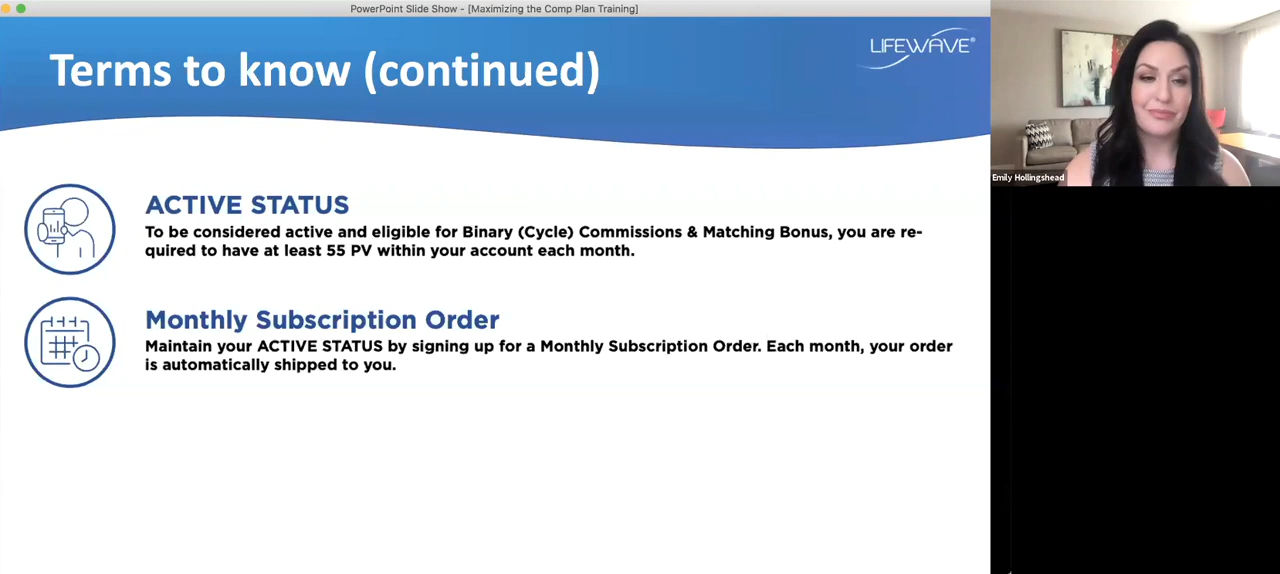 PowerPoint Slide Show - [Maximizing the Comp Plan Training]
Terms to know (continued)
LIFEWAVE®
Emily Hollingshead
ACTIVE STATUS
To be considered active and eligible for Binary (Cycle) Commissions & Matching Bonus, you are re-
quired to have at least 55 PV within your account each month.
Monthly Subscription Order
Maintain your ACTIVE STATUS by signing up for a Monthly Subscription Order. Each month, your order
is automatically shipped to you.